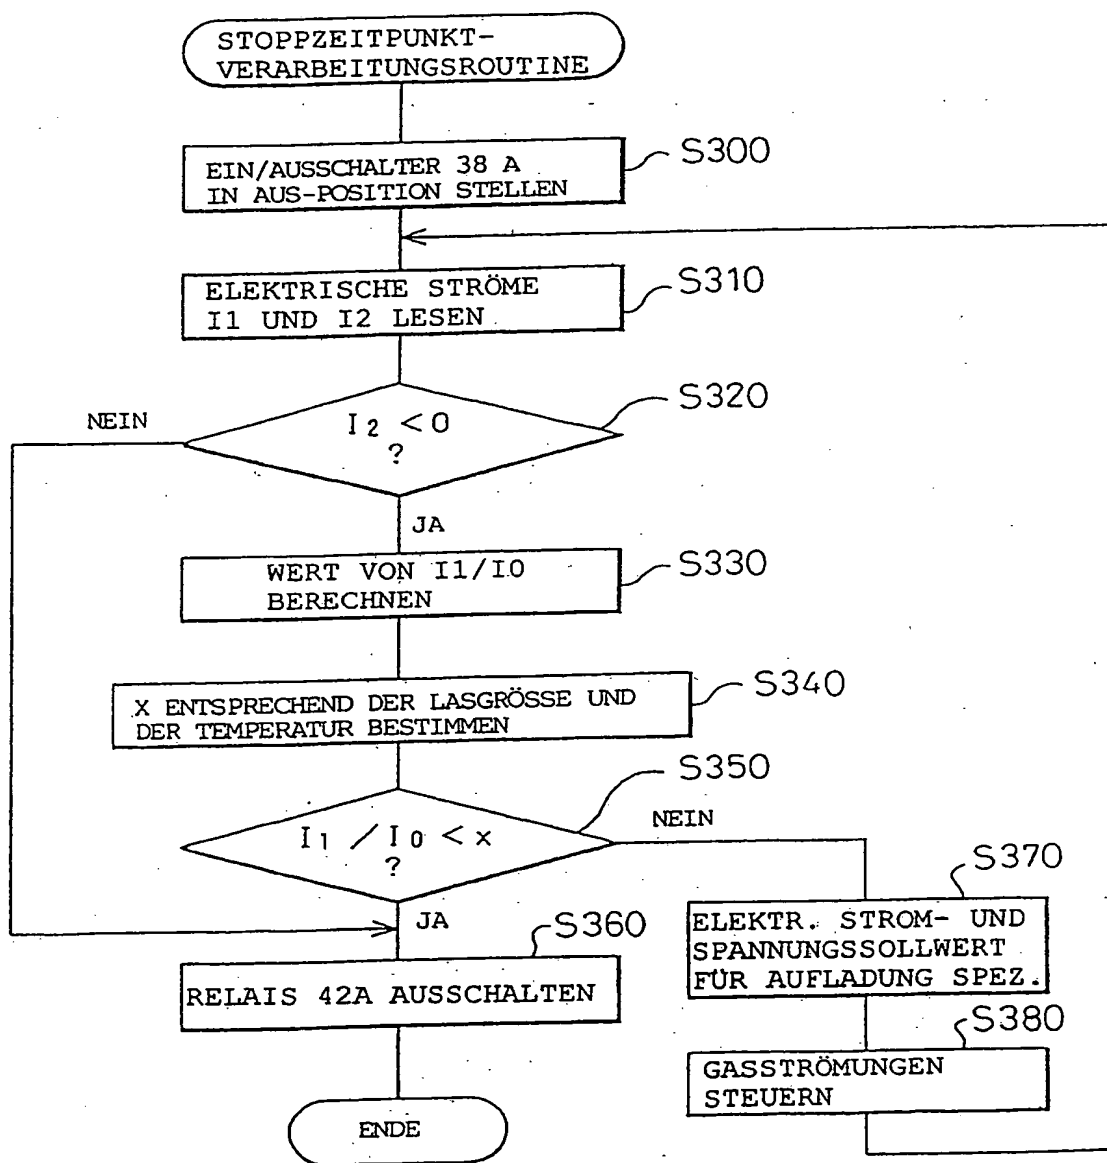 STOPPZEITPUNKT-
VERARBEITUNGSROUTINE
EIN/AUSSCHALTER 38 A
IN AUS-POSITION STELLEN
S300
ELEKTRISCHE STRÖME
I1 UND I2 LESEN
S310
I2 <0
?
S320
NEIN
JA
WERT VON I1/I0
BERECHNEN
S330
X ENTSPRECHEND DER LASGRÖSSE UND
DER TEMPERATUR BESTIMMEN
S340
I1 /I0 <x
?
S350
NEIN
JA
RELAIS 42A AUSSCHALTEN
S360
ELEKTR. STROM- UND
SPANNUNGSSOLLWERT
FÜR AUFLADUNG SPEZ.
S370
GASSTRÖMUNGEN
STEUERN
S380
ENDE